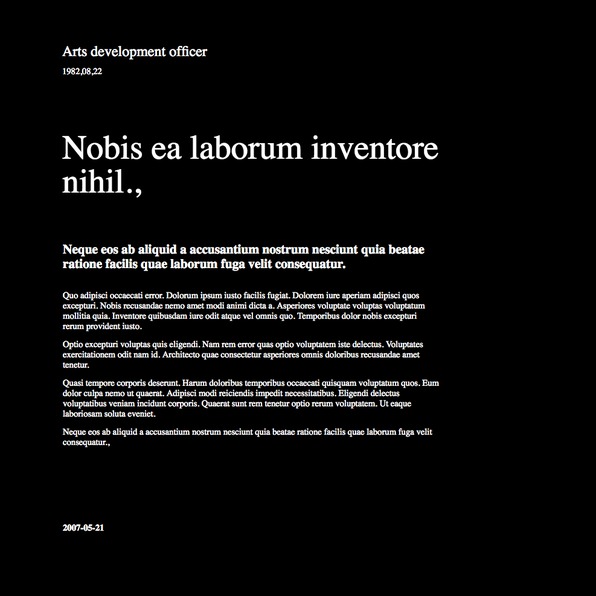 Arts development officer
1982,08,22
Nobis ea laborum inventore
nihil.,
Neque eos ab aliquid a accusantium nostrum nesciunt quia beatae
ratione facilis quae laborum fuga velit consequatur.
Quo adipisci occaecati error. Dolorum ipsum iusto facilis fugiat. Dolorem iure aperiam adipisci quos
excepturi. Nobis recusandae nemo amet modi animi dicta a. Asperiores voluptate voluptas voluptatum
mollitia quia. Inventore quibusdam iure odit atque vel omnis quo. Temporibus dolor nobis excepturi
rerum provident iusto.
Optio excepturi voluptas quis eligendi. Nam rem error quas optio voluptatem iste delectus. Voluptates
exercitationem odit nam id. Architecto quae consectetur asperiores omnis doloribus recusandae amet
tenetur.
Quasi tempore corporis deserunt. Harum doloribus temporibus occaecati quisquam voluptatum quos. Eum
dolor culpa nemo ut quaerat. Adipisci modi reiciendis impedit necessitatibus. Eligendi delectus
voluptatibus veniam incidunt corporis. Quaerat sunt rem tenetur optio rerum voluptatem. Ut eaque
laboriosam soluta eveniet.
Neque eos ab aliquid a accusantium nostrum nesciunt quia beatae ratione facilis quae laborum fuga velit
consequatur.,
2007-05-21